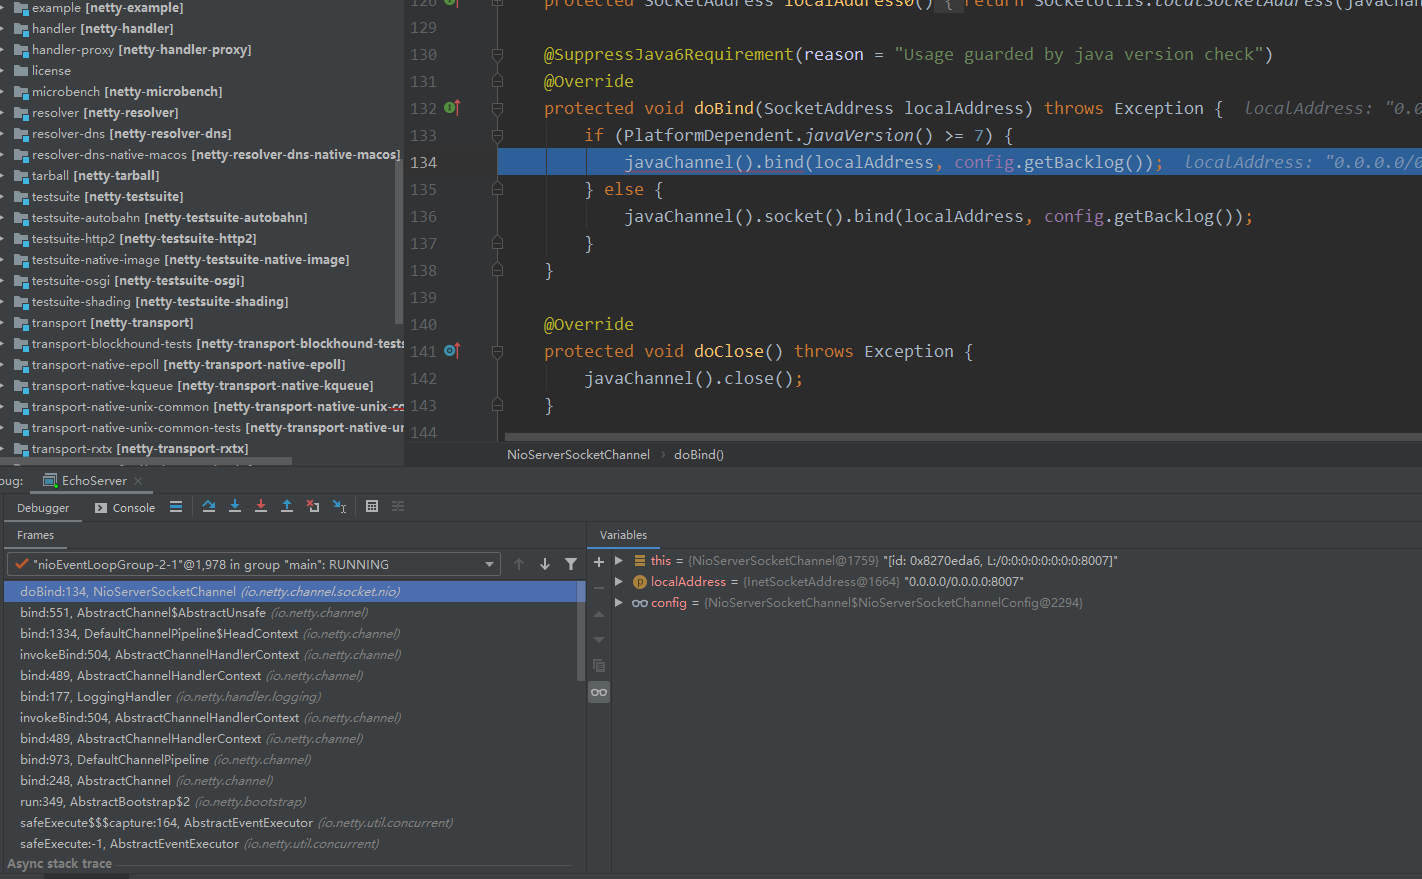 example [netty-example]
handler [netty-handler]
handler-proxy [netty-handler-proxy]
license
microbench [netty-microbench]
resolver [netty-resolver]
resolver-dns [netty-resolver-dns]
resolver-dns-native-macos [netty-resolver-dns-native-macos]
tarball [netty-tarball]
testsuite [netty-testsuite]
testsuite-autobahn [netty-testsuite-autobahn]
testsuite-http2 [netty-testsuite-http2]
testsuite-native-image [netty-testsuite-native-image]
testsuite-osgi [netty-testsuite-osgi]
testsuite-shading [netty-testsuite-shading]
transport [netty-transport]
transport-blockhound-tests [netty-transport-blockhound-tests
transport-native-epoll [netty-transport-native-epoll]
transport-native-kqueue [netty-transport-native-kqueue]
transport-native-unix-common [netty-transport-native-unix-co
transport-native-unix-common-tests [netty-transport-native-ur
transport-rxtx [netty-transport-rxtx]
126 protected SocketAddress localAddress0() { return SocketUtils.localSocketAddress(javaChan
129
130 @SuppressJava6Requirement(reason = "Usage guarded by java version check")
131 @Override
132 protected void doBind(SocketAddress localAddress) throws Exception { localAddress: "0.0
133 if (PlatformDependent.javaVersion() >= 7) {
134 javaChannel().bind(localAddress, config.getBacklog()); localAddress: "0.0.0.0/0
135 } else {
136 javaChannel().socket().bind(localAddress, config.getBacklog());
137 }
138 }
139
140 @Override
141 protected void doClose() throws Exception {
142 javaChannel().close();
143 }
144
NioServerSocketChannel › doBind()
bug: EchoServer ×
Debugger Console
Frames
"nioEventLoopGroup-2-1"@1,978 in group "main": RUNNING
doBind:134, NioServerSocketChannel (io.netty.channel.socket.nio)
bind:551, AbstractChannel$AbstractUnsafe (io.netty.channel)
bind:1334, DefaultChannelPipeline$HeadContext (io.netty.channel)
invokeBind:504, AbstractChannelHandlerContext (io.netty.channel)
bind:489, AbstractChannelHandlerContext (io.netty.channel)
bind:177, LoggingHandler (io.netty.handler.logging)
invokeBind:504, AbstractChannelHandlerContext (io.netty.channel)
bind:489, AbstractChannelHandlerContext (io.netty.channel)
bind:973, DefaultChannelPipeline (io.netty.channel)
bind:248, AbstractChannel (io.netty.channel)
run:349, AbstractBootstrap$2 (io.netty.bootstrap)
safeExecute$$$capture:164, AbstractEventExecutor (io.netty.util.concurrent)
safeExecute:-1, AbstractEventExecutor (io.netty.util.concurrent)
Async stack trace
Variables
this = {NioServerSocketChannel@1759} "[id: 0x8270eda6, L:/0:0:0:0:0:0:0:0:8007]"
localAddress = {InetSocketAddress@1664} "0.0.0.0/0.0.0.0:8007"
config = {NioServerSocketChannel$NioServerSocketChannelConfig@2294}